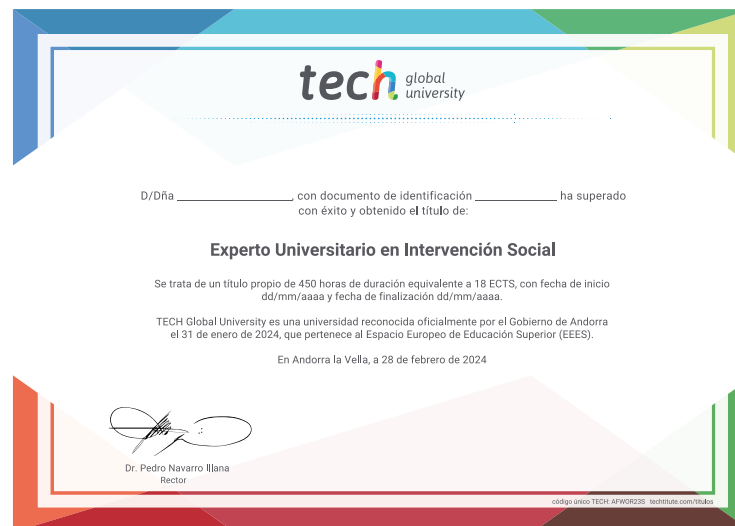 tech global university
D/Dña ____________________, con documento de identificación ______________ ha superado
con éxito y obtenido el título de:
Experto Universitario en Intervención Social
Se trata de un título propio de 450 horas de duración equivalente a 18 ECTS, con fecha de inicio
dd/mm/aaaa y fecha de finalización dd/mm/aaaa.
TECH Global University es una universidad reconocida oficialmente por el Gobierno de Andorra
el 31 de enero de 2024, que pertenece al Espacio Europeo de Educación Superior (EEES).
En Andorra la Vella, a 28 de febrero de 2024
Dr. Pedro Navarro Illana
Rector
código único TECH: AFWOR23S techtitute.com/titulos